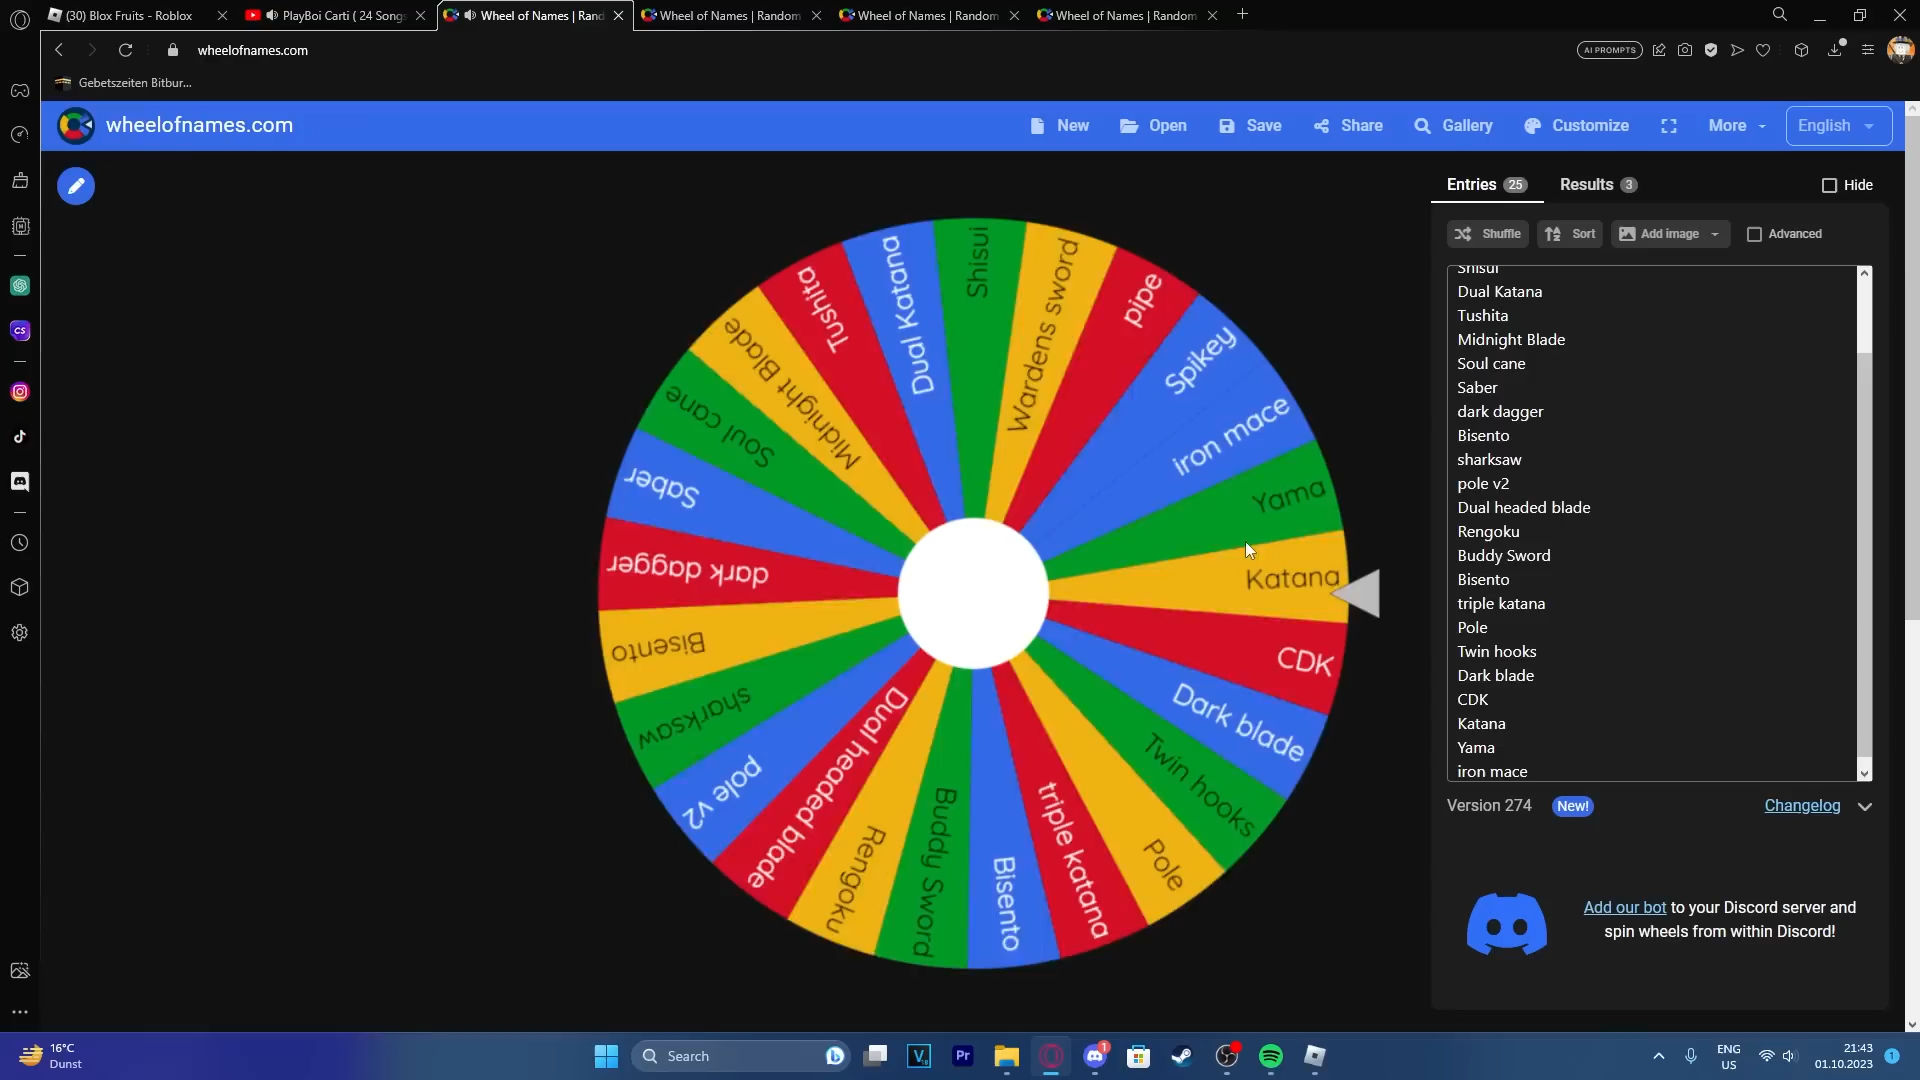 (30) Blox Fruits - Roblox
PlayBoi Carti ( 24 Songs
Wheel of Names | Rand
Wheel of Names | Random
Wheel of Names | Random
Wheel of Names | Random
wheelofnames.com
AI PROMPTS
Gebetszeiten Bitbur...
wheelofnames.com
New
Open
Save
Share
Gallery
Customize
More
English
Entries 25
Results 3
Hide
Shuffle
Sort
Add image
Advanced
Shisui
Dual Katana
Tushita
Midnight Blade
Soul cane
Saber
dark dagger
Bisento
sharksaw
pole v2
Dual headed blade
Rengoku
Buddy Sword
Bisento
triple katana
Pole
Twin hooks
Dark blade
CDK
Katana
Yama
iron mace
Shisui
Wardens sword
pipe
Spikey
iron mace
Yama
Katana
CDK
Dark blade
Twin hooks
Pole
triple katana
Bisento
Buddy Sword
Rengoku
Dual headed blade
pole v2
sharksaw
Bisento
dark dagger
Saber
Soul cane
Midnight Blade
Tushita
Dual Katana
Version 274
New!
Changelog
Add our bot to your Discord server and
spin wheels from within Discord!
CS
16°C
Dunst
Search
Pr
1
ENG
US
21:43
01.10.2023
1